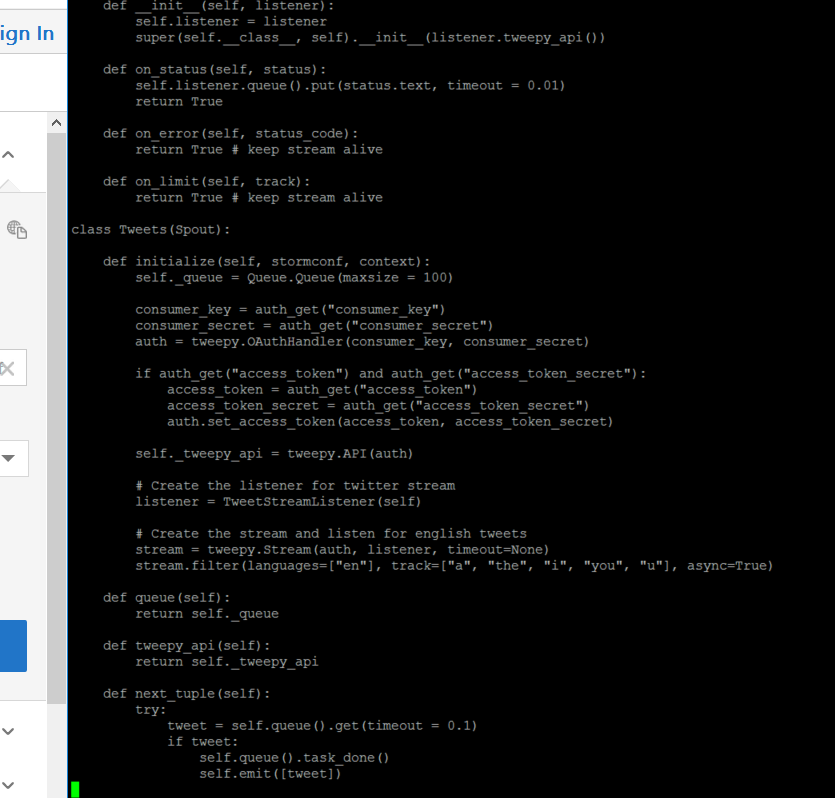 ign In
def __init__(self, listener):
self.listener = listener
super(self.__class__, self).__init__(listener.tweepy_api())
def on_status(self, status):
self.listener.queue().put(status.text, timeout = 0.01)
return True
def on_error(self, status_code):
return True # keep stream alive
def on_limit(self, track):
return True # keep stream alive
class Tweets(Spout):
def initialize(self, stormconf, context):
self._queue = Queue.Queue(maxsize = 100)
consumer_key = auth_get("consumer_key")
consumer_secret = auth_get("consumer_secret")
auth = tweepy.OAuthHandler(consumer_key, consumer_secret)
if auth_get("access_token") and auth_get("access_token_secret"):
access_token = auth_get("access_token")
access_token_secret = auth_get("access_token_secret")
auth.set_access_token(access_token, access_token_secret)
self._tweepy_api = tweepy.API(auth)
# Create the listener for twitter stream
listener = TweetStreamListener(self)
# Create the stream and listen for english tweets
stream = tweepy.Stream(auth, listener, timeout=None)
stream.filter(languages=["en"], track=["a", "the", "i", "you", "u"], async=True)
def queue(self):
return self._queue
def tweepy_api(self):
return self._tweepy_api
def next_tuple(self):
try:
tweet = self.queue().get(timeout = 0.1)
if tweet:
self.queue().task_done()
self.emit([tweet])